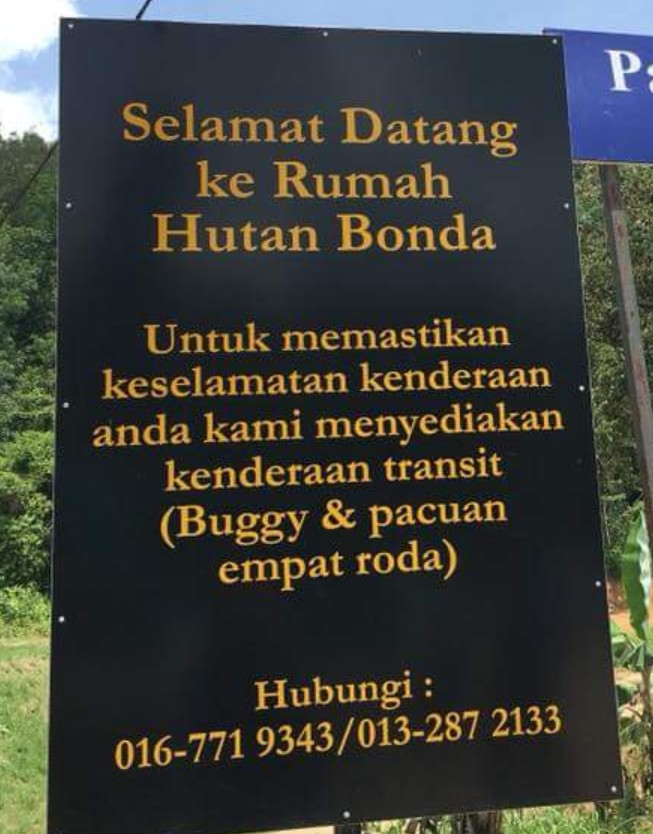 Selamat Datang
ke Rumah
Hutan Bonda
Untuk memastikan
keselamatan kenderaan
anda kami menyediakan
kenderaan transit
(Buggy & pacuan
empat roda)
Hubungi :
016-771 9343/013-287 2133